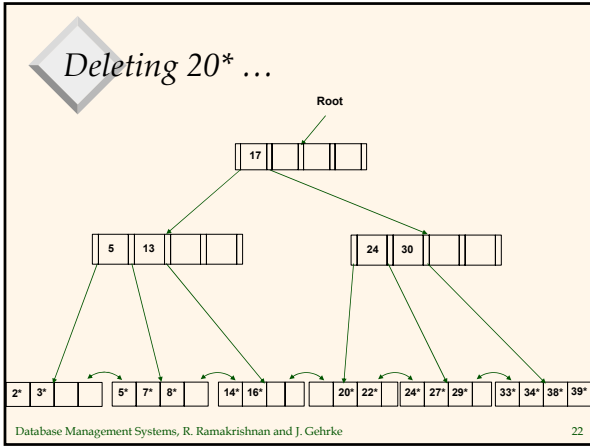 Deleting 20* ...
Root
17
5 13
24 30
2* 3* 5* 7* 8* 14* 16* 20* 22* 24* 27* 29* 33* 34* 38* 39*
Database Management Systems, R. Ramakrishnan and J. Gehrke 22